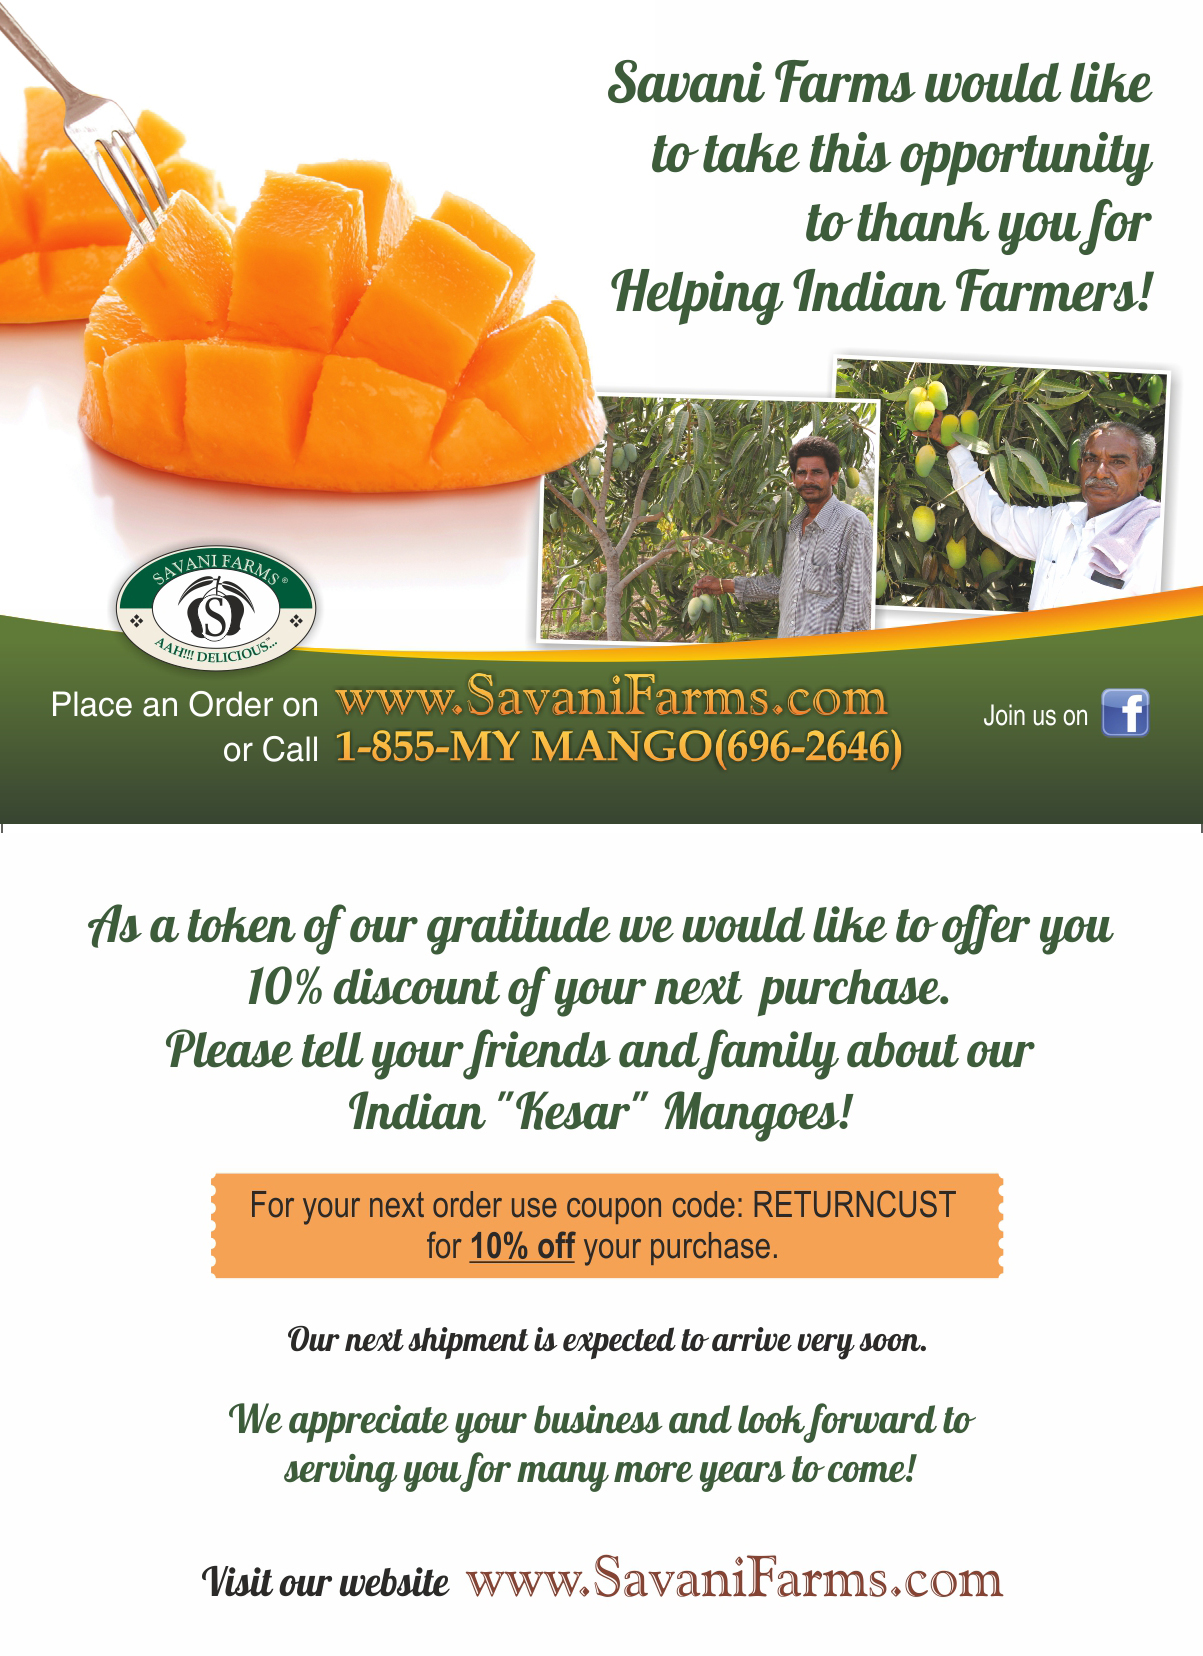 Savani Farms would like
to take this opportunity
to thank you for
Helping Indian Farmers!
SAVANI FARMS ®
S
AAH!!! DELICIOUS...™
Place an Order on www.SavaniFarms.com
or Call 1-855-MY MANGO(696-2646)
Join us on f
As a token of our gratitude we would like to offer you
10% discount of your next purchase.
Please tell your friends and family about our
Indian "Kesar" Mangoes!
For your next order use coupon code: RETURNCUST
for 10% off your purchase.
Our next shipment is expected to arrive very soon.
We appreciate your business and look forward to
serving you for many more years to come!
Visit our website www.SavaniFarms.com